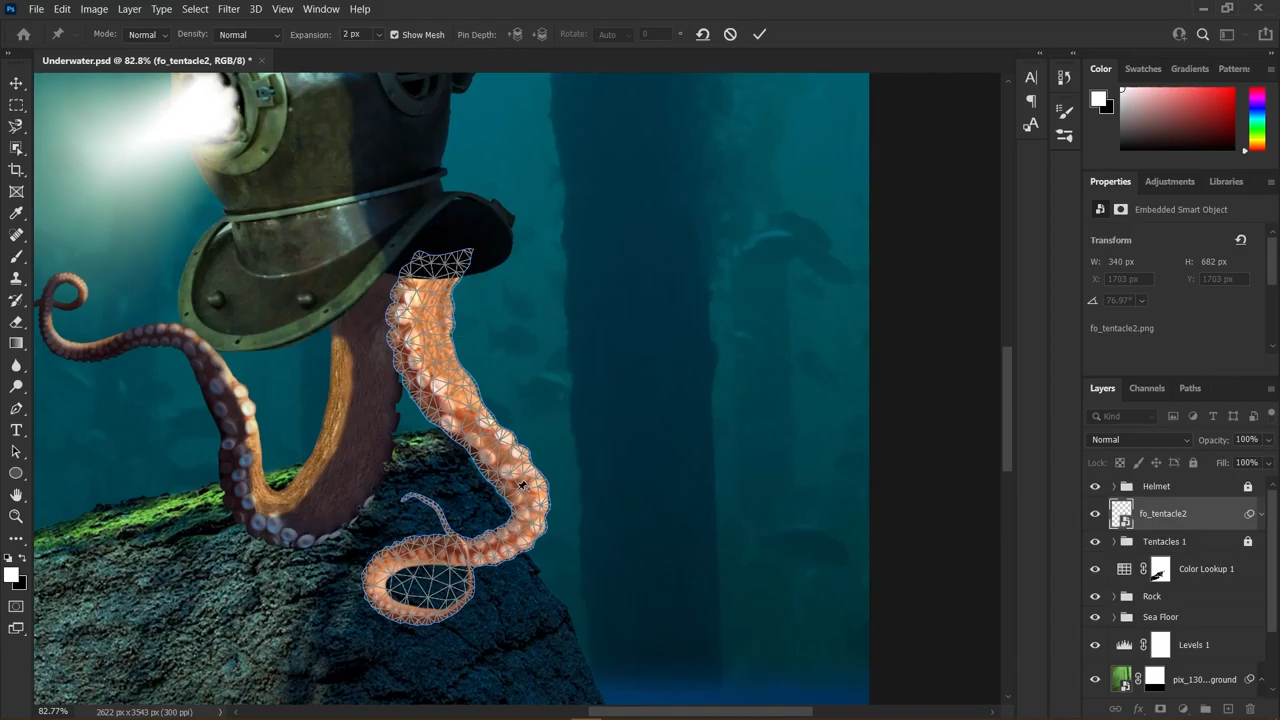 Ps File Edit Image Layer Type Select Filter 3D View Window Help
Mode: Normal Density: Normal Expansion: 2 px Show Mesh Pin Depth: Rotate: Auto 0 °
Underwater.psd @ 82.8% (fo_tentacle2, RGB/8) *
Color Swatches Gradients Patterns
Properties Adjustments Libraries
Embedded Smart Object
Transform
W: 340 px H: 682 px
X: 1703 px Y: 1703 px
76.97°
fo_tentacle2.png
Layers Channels Paths
Kind
Normal Opacity: 100%
Lock: Fill: 100%
Helmet
fo_tentacle2
Tentacles 1
Color Lookup 1
Rock
Sea Floor
Levels 1
pix_130...ground
82.77% 2622 px x 3543 px (300 ppi)